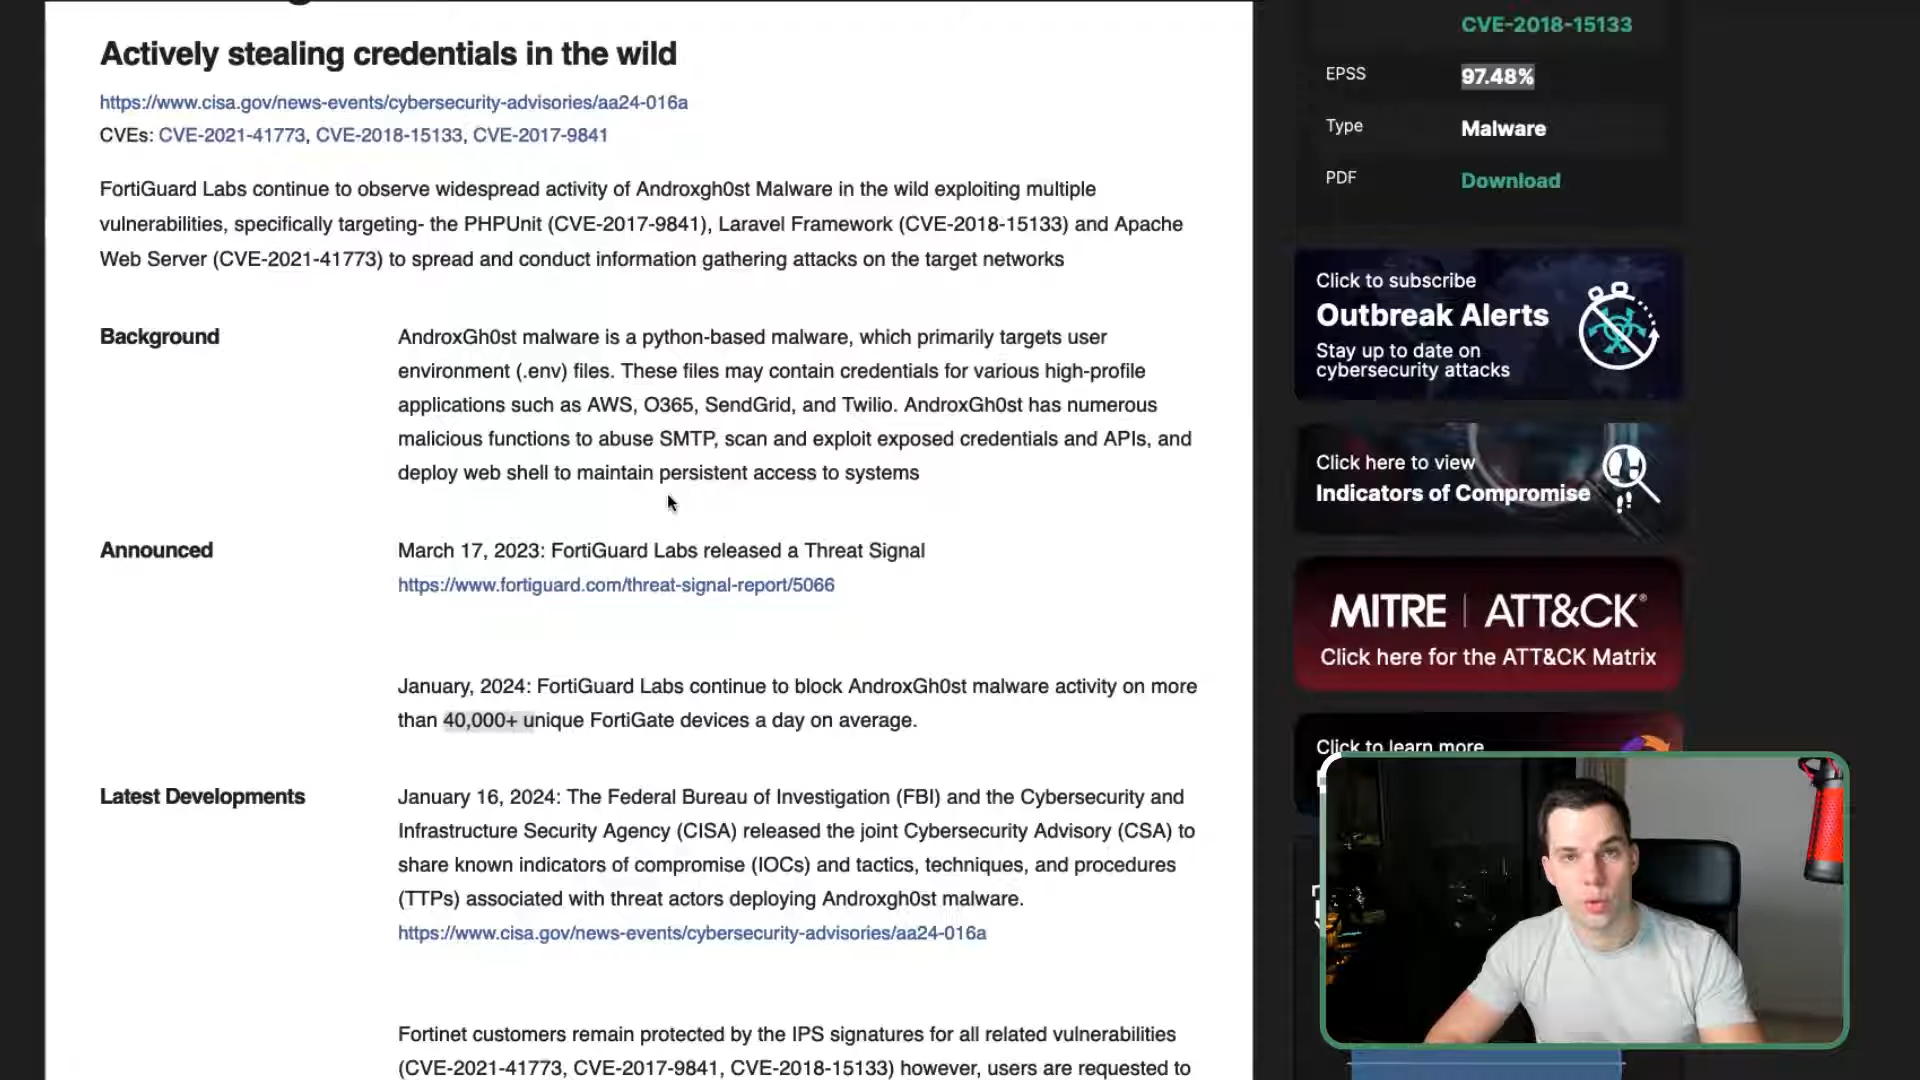 Actively stealing credentials in the wild
https://www.cisa.gov/news-events/cybersecurity-advisories/aa24-016a
CVEs: CVE-2021-41773, CVE-2018-15133, CVE-2017-9841
FortiGuard Labs continue to observe widespread activity of Androxgh0st Malware in the wild exploiting multiple
vulnerabilities, specifically targeting- the PHPUnit (CVE-2017-9841), Laravel Framework (CVE-2018-15133) and Apache
Web Server (CVE-2021-41773) to spread and conduct information gathering attacks on the target networks
Background
AndroxGh0st malware is a python-based malware, which primarily targets user
environment (.env) files. These files may contain credentials for various high-profile
applications such as AWS, O365, SendGrid, and Twilio. AndroxGh0st has numerous
malicious functions to abuse SMTP, scan and exploit exposed credentials and APIs, and
deploy web shell to maintain persistent access to systems
Announced
March 17, 2023: FortiGuard Labs released a Threat Signal
https://www.fortiguard.com/threat-signal-report/5066
January, 2024: FortiGuard Labs continue to block AndroxGh0st malware activity on more
than 40,000+ unique FortiGate devices a day on average.
Latest Developments
January 16, 2024: The Federal Bureau of Investigation (FBI) and the Cybersecurity and
Infrastructure Security Agency (CISA) released the joint Cybersecurity Advisory (CSA) to
share known indicators of compromise (IOCs) and tactics, techniques, and procedures
(TTPs) associated with threat actors deploying Androxgh0st malware.
https://www.cisa.gov/news-events/cybersecurity-advisories/aa24-016a
Fortinet customers remain protected by the IPS signatures for all related vulnerabilities
(CVE-2021-41773, CVE-2017-9841, CVE-2018-15133) however, users are requested to
CVE-2018-15133
EPSS 97.48%
Type Malware
PDF Download
Click to subscribe
Outbreak Alerts
Stay up to date on
cybersecurity attacks
Click here to view
Indicators of Compromise
MITRE | ATT&CK®
Click here for the ATT&CK Matrix
Click to learn more